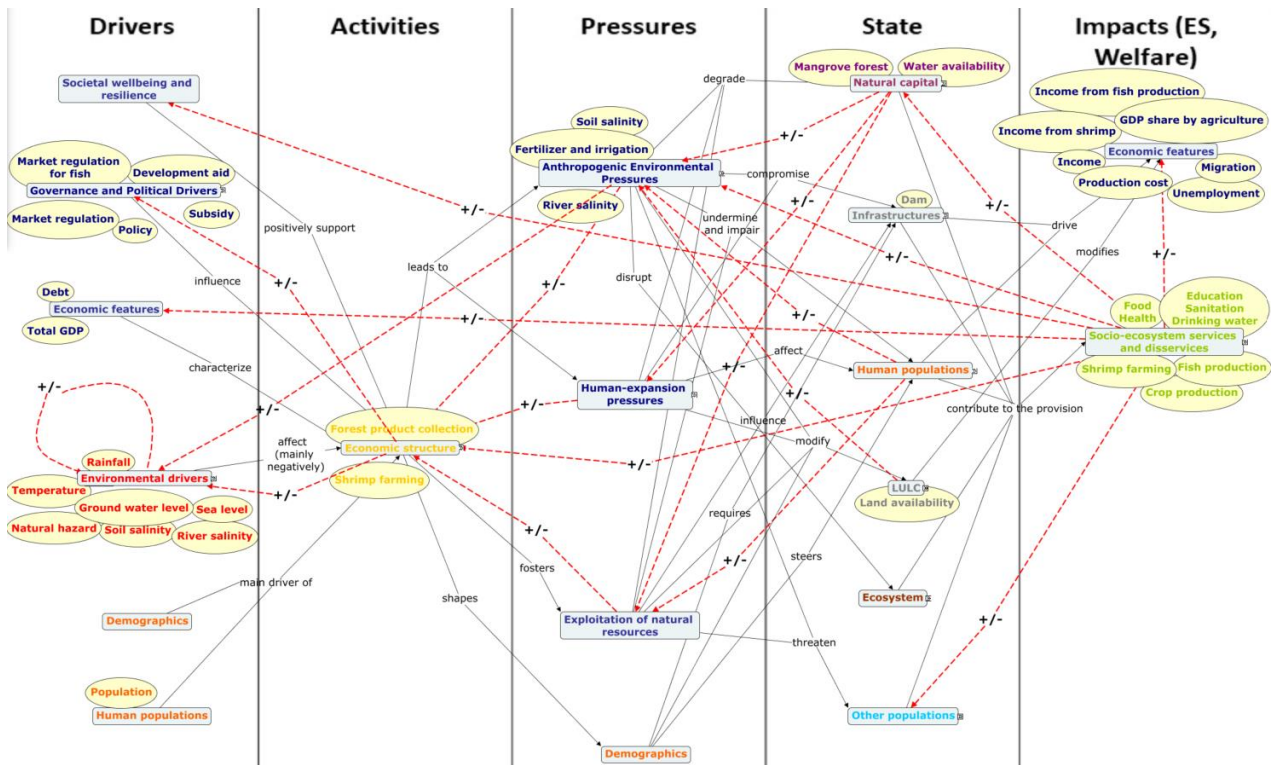 Drivers
Activities
Pressures
State
Impacts (ES,
Welfare)
Societal wellbeing and
resilience
Market regulation
for fish
Development aid
Governance and Political Drivers
Market regulation
Policy
Subsidy
Debt
Economic features
Total GDP
+/-
Rainfall
Environmental drivers
Temperature
Ground water level
Sea level
Natural hazard
Soil salinity
River salinity
main driver of
Demographics
Population
Human populations
positively support
influence
+/-
characterize
+/-
affect
(mainly
negatively)
+/-
Forest product collection
Economic structure
Shrimp farming
leads to
+/-
shapes
fosters
+/-
+/-
Soil salinity
Fertilizer and irrigation
Anthropogenic Environmental
Pressures
River salinity
disrupt
+/-
Human-expansion
pressures
+/-
Exploitation of natural
resources
Demographics
degrade
+/-
compromise
+/-
undermine
and impair
+/-
affect
+/-
influence
modify
requires
+/-
steers
threaten
Mangrove forest
Water availability
Natural capital
Dam
Infrastructures
+/-
Human populations
LULC
Land availability
Ecosystem
Other populations
+/-
drive
+/-
modifies
contribute to the provision
+/-
Income from fish production
Income from shrimp
GDP share by agriculture
Economic features
Income
Migration
Production cost
Unemployment
+/-
Food
Health
Education
Sanitation
Drinking water
Socio-ecosystem services
and disservices
Shrimp farming
Fish production
Crop production